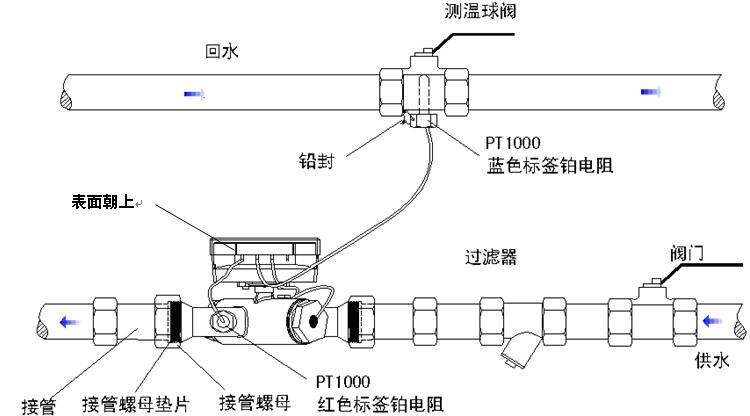 测温球阀
回水
铅封
PT1000
蓝色标签铂电阻
表面朝上
过滤器
阀门
供水
接管
接管螺母垫片
接管螺母
PT1000
红色标签铂电阻